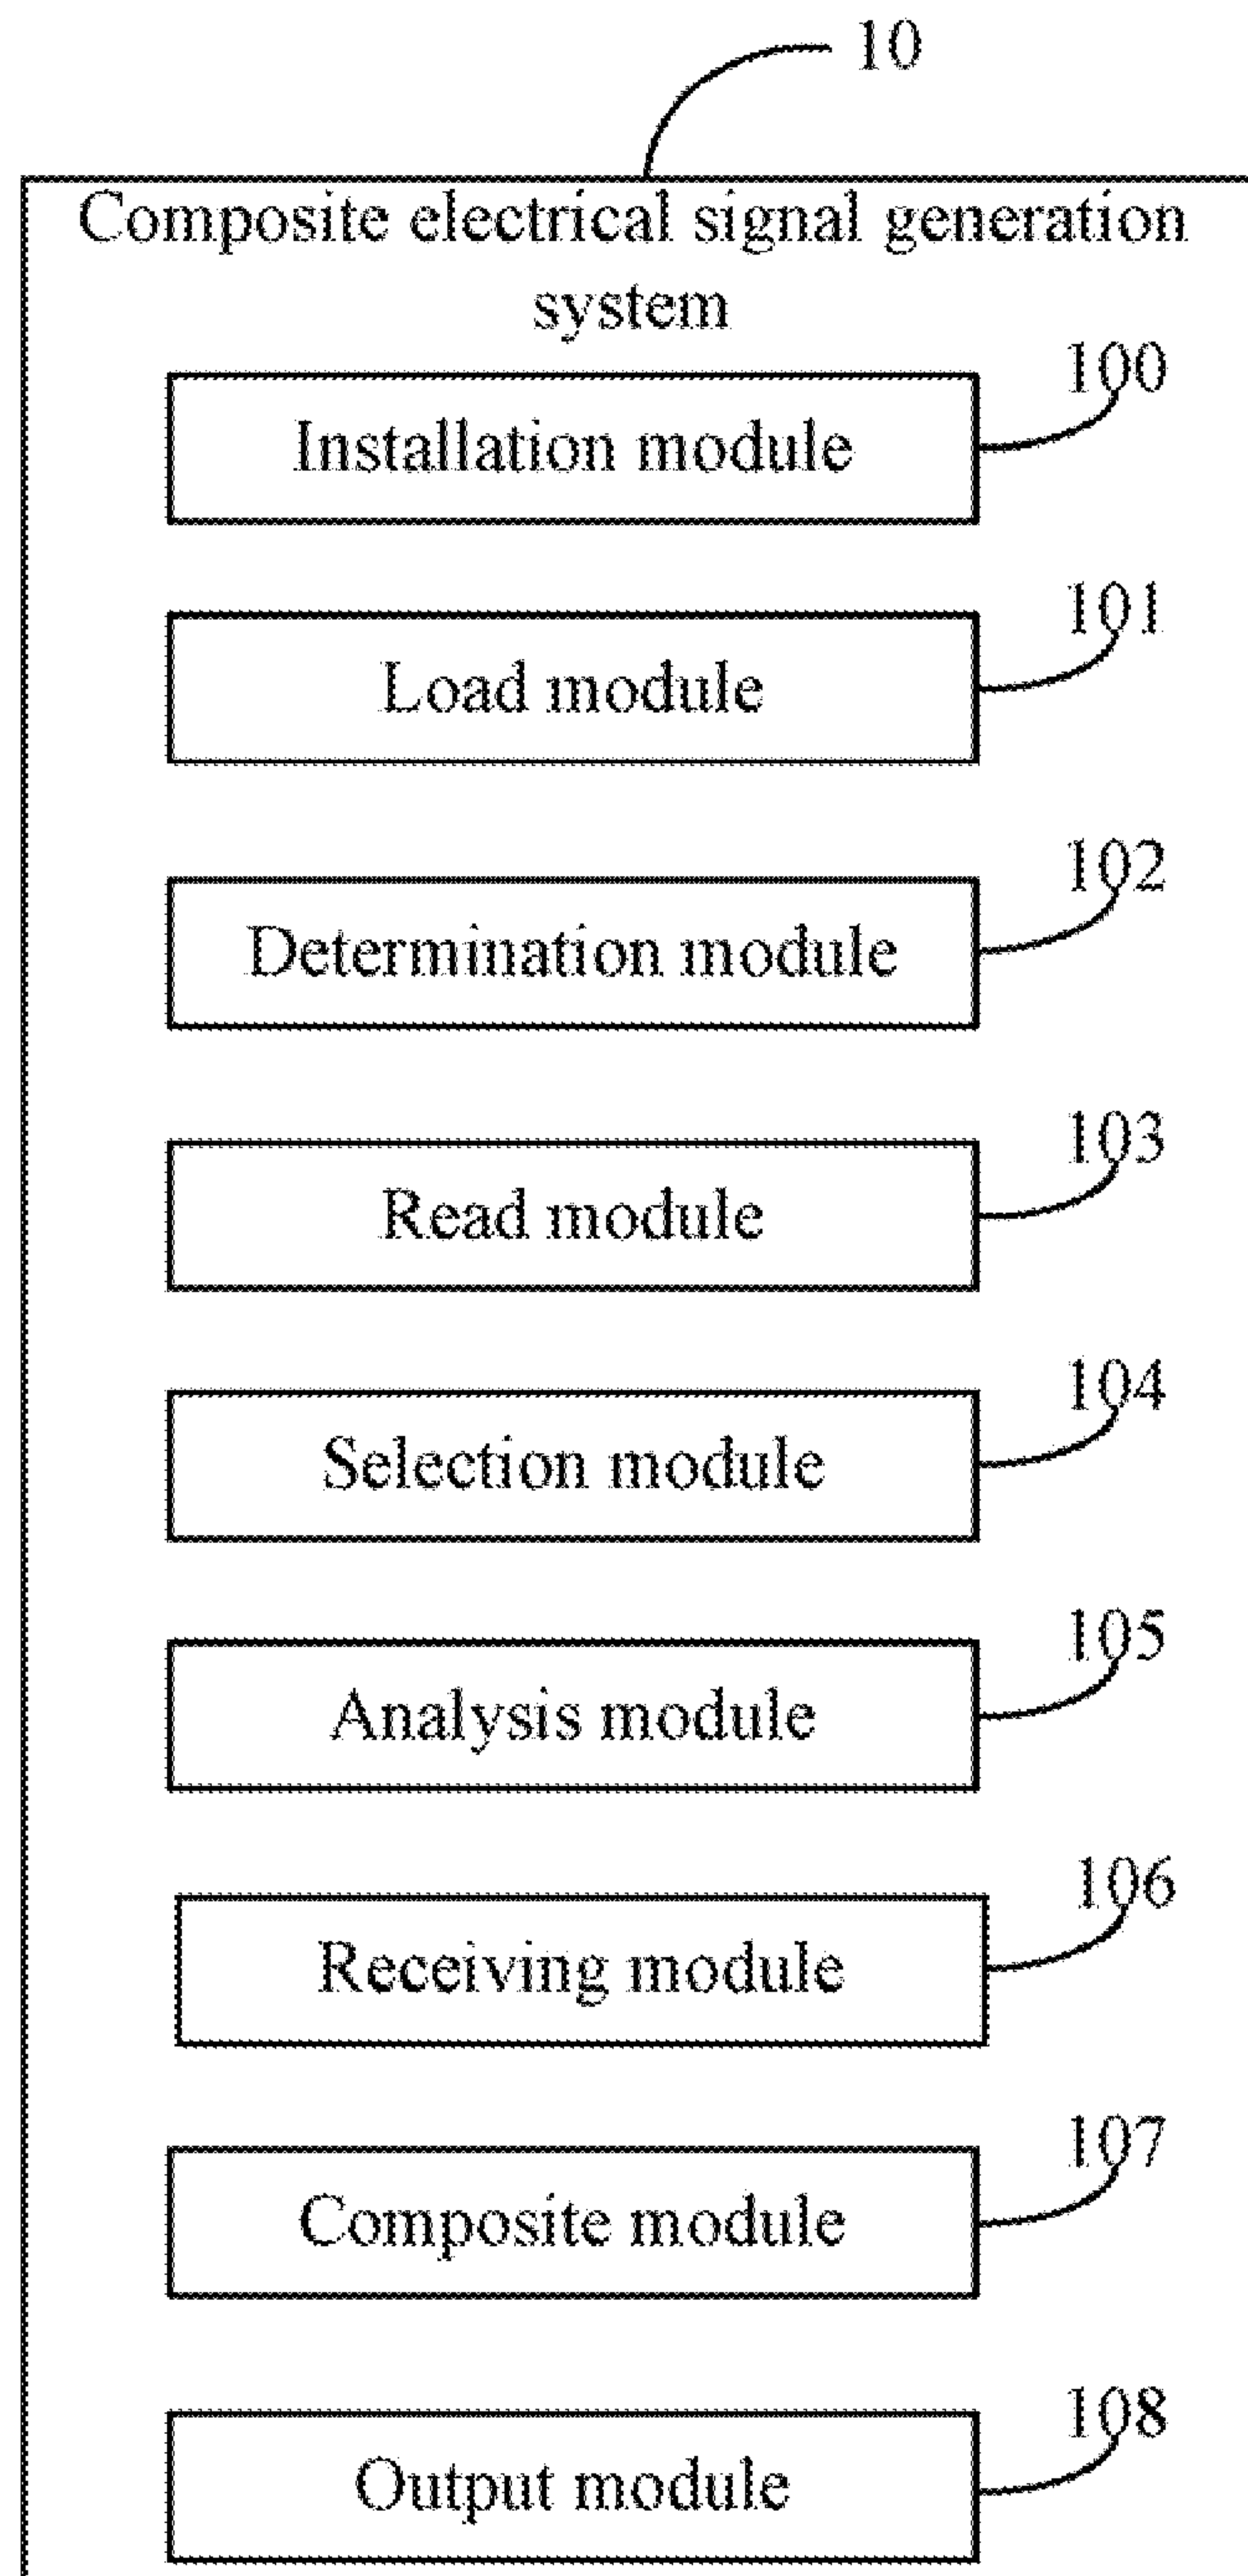 10
Composite electrical signal generation
system
100
Installation module
101
Load module
102
Determination module
103
Read module
104
Selection module
105
Analysis module
106
Receiving module
107
Composite module
108
Output module